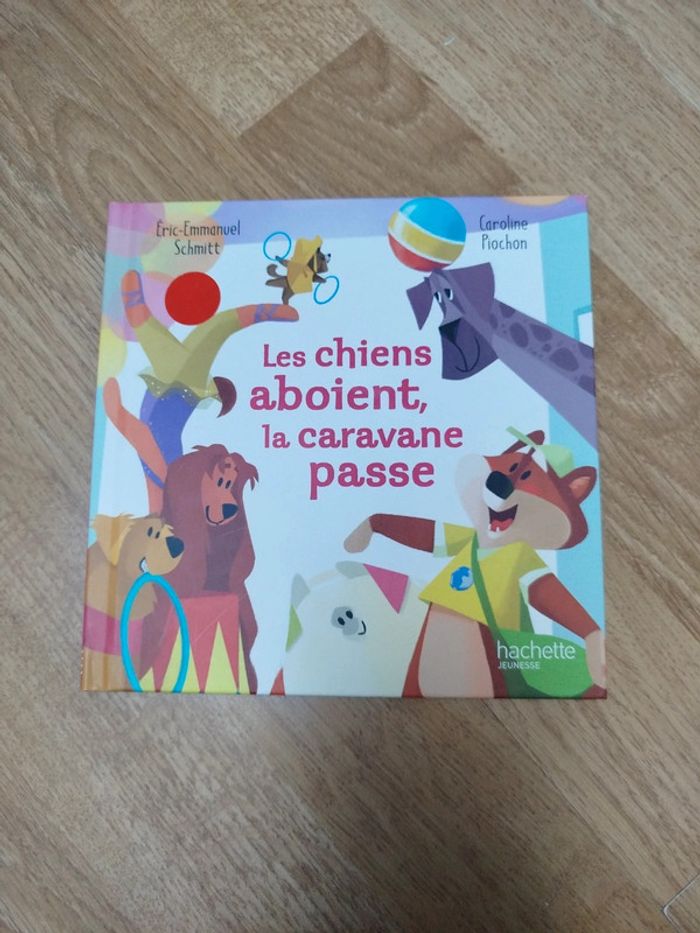 Éric-Emmanuel
Schmitt
Caroline
Piochon
Les chiens
aboient,
la caravane
passe
hachette
JEUNESSE